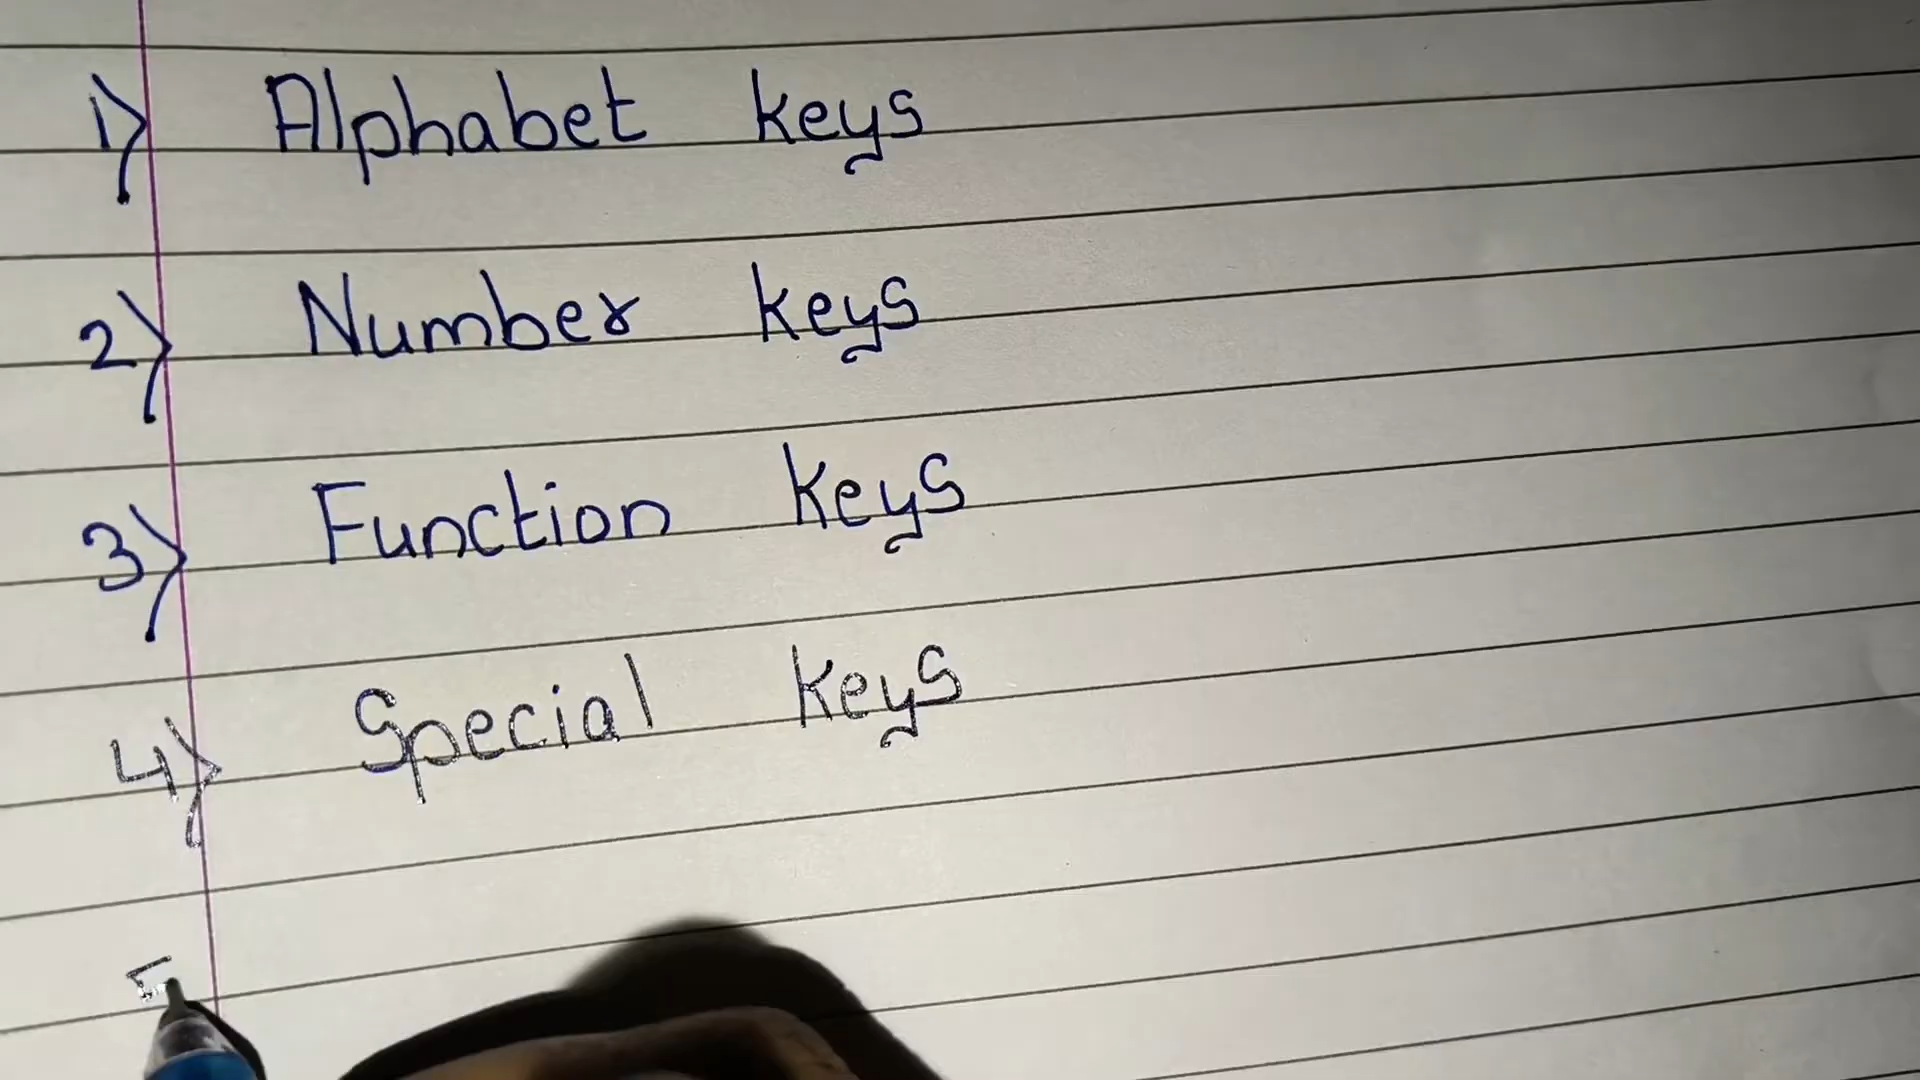 1) Alphabet keys
2) Number keys
3) Function keys
4) Special keys